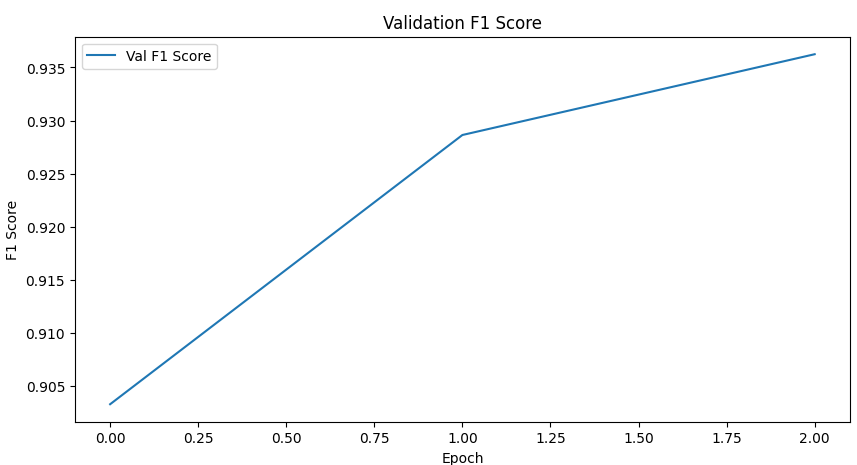 Validation F1 Score
Val F1 Score
F1 Score
0.935
0.930
0.925
0.920
0.915
0.910
0.905
0.00 0.25 0.50 0.75 1.00 1.25 1.50 1.75 2.00
Epoch